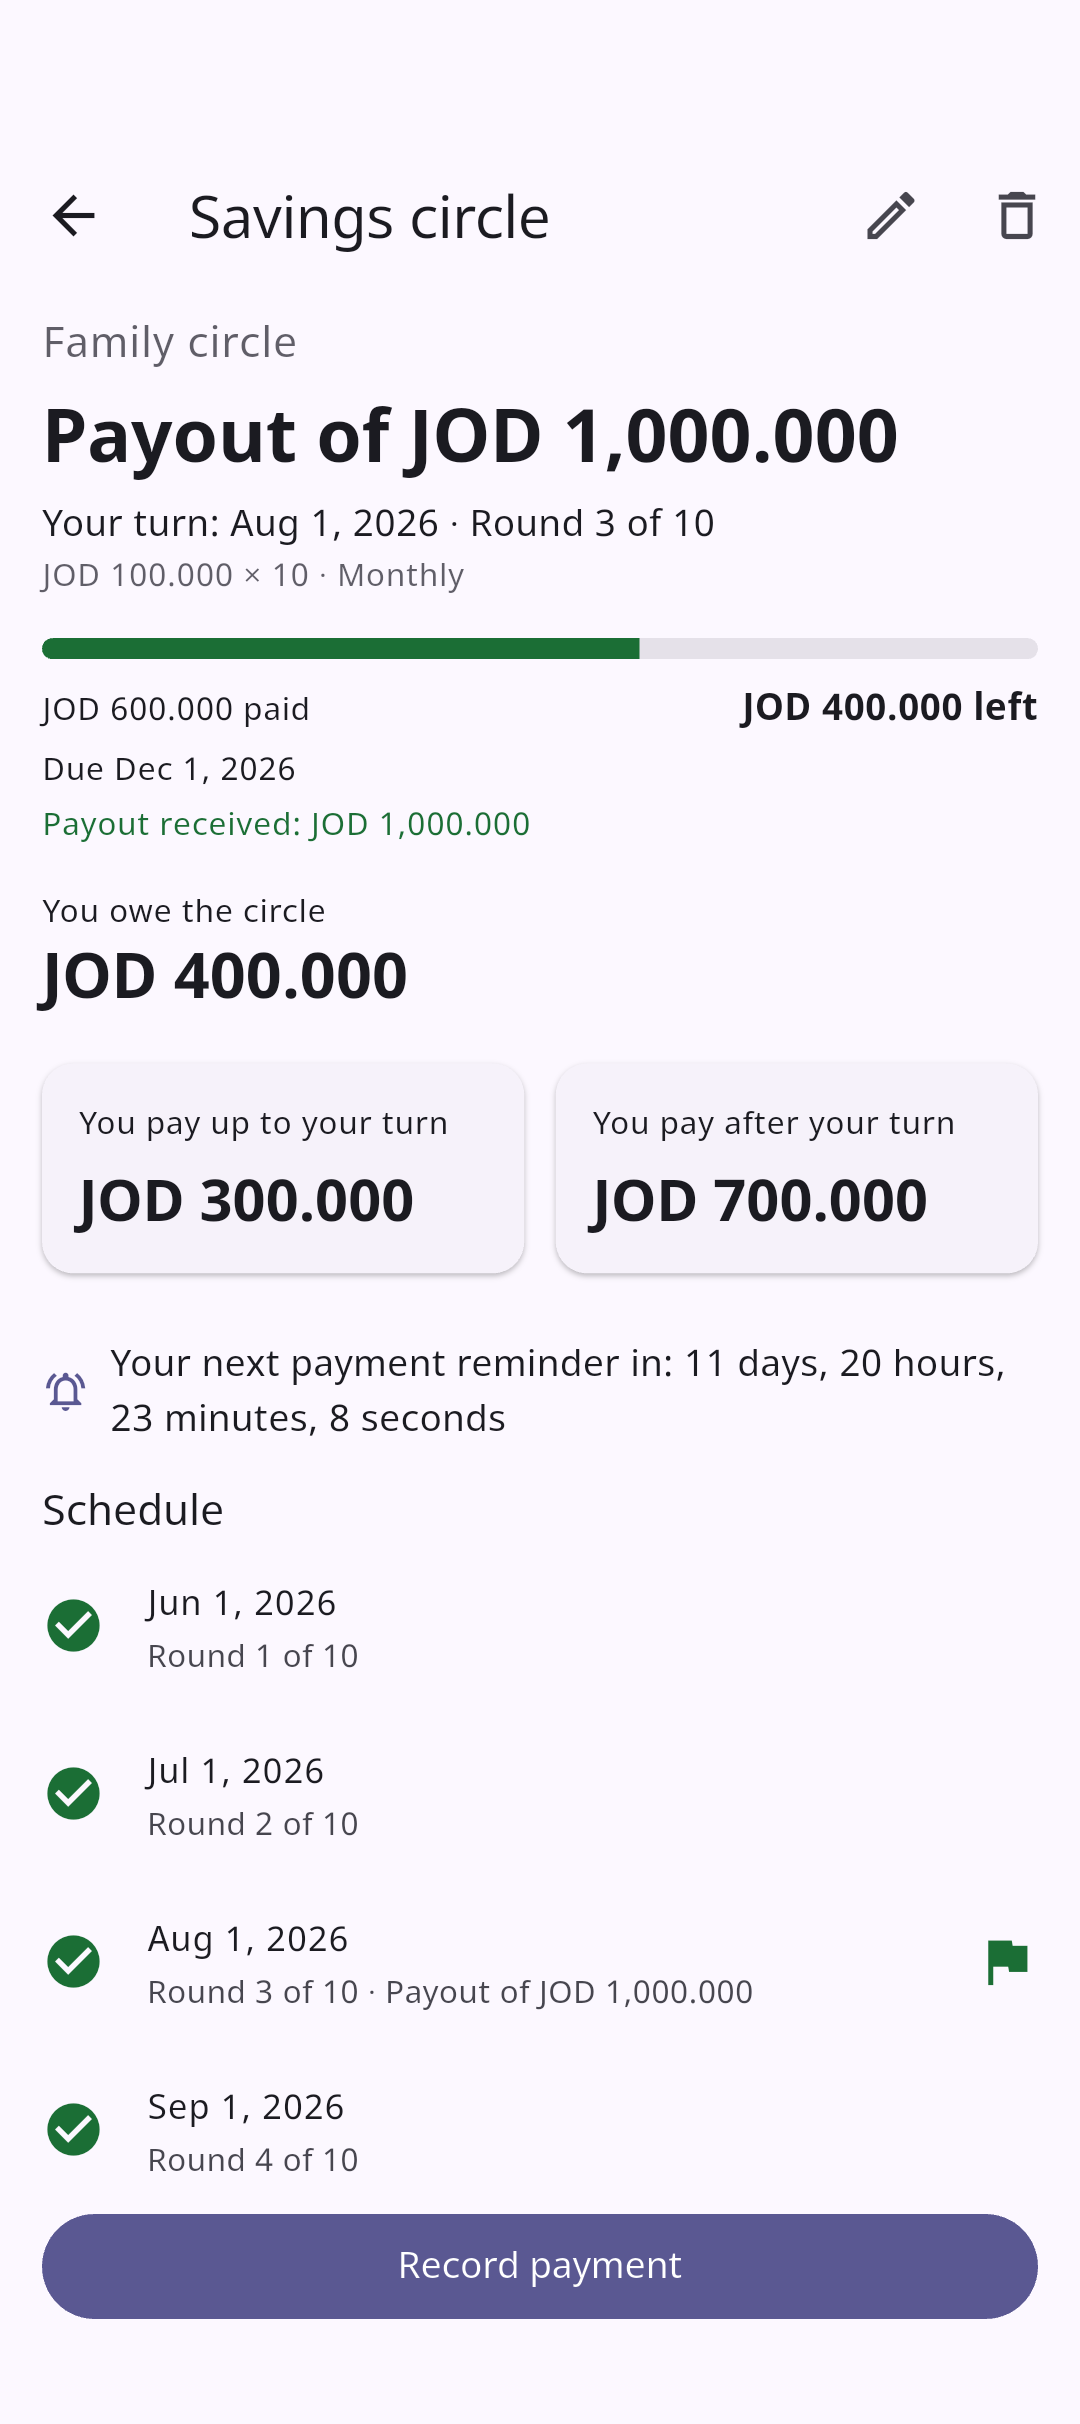 Savings circle
Family circle
Payout of JOD 1,000.000
Your turn: Aug 1, 2026 · Round 3 of 10
JOD 100.000 × 10 · Monthly
JOD 600.000 paid
JOD 400.000 left
Due Dec 1, 2026
Payout received: JOD 1,000.000
You owe the circle
JOD 400.000
You pay up to your turn
JOD 300.000
You pay after your turn
JOD 700.000
Your next payment reminder in: 11 days, 20 hours,
23 minutes, 8 seconds
Schedule
Jun 1, 2026
Round 1 of 10
Jul 1, 2026
Round 2 of 10
Aug 1, 2026
Round 3 of 10 · Payout of JOD 1,000.000
Sep 1, 2026
Round 4 of 10
Record payment